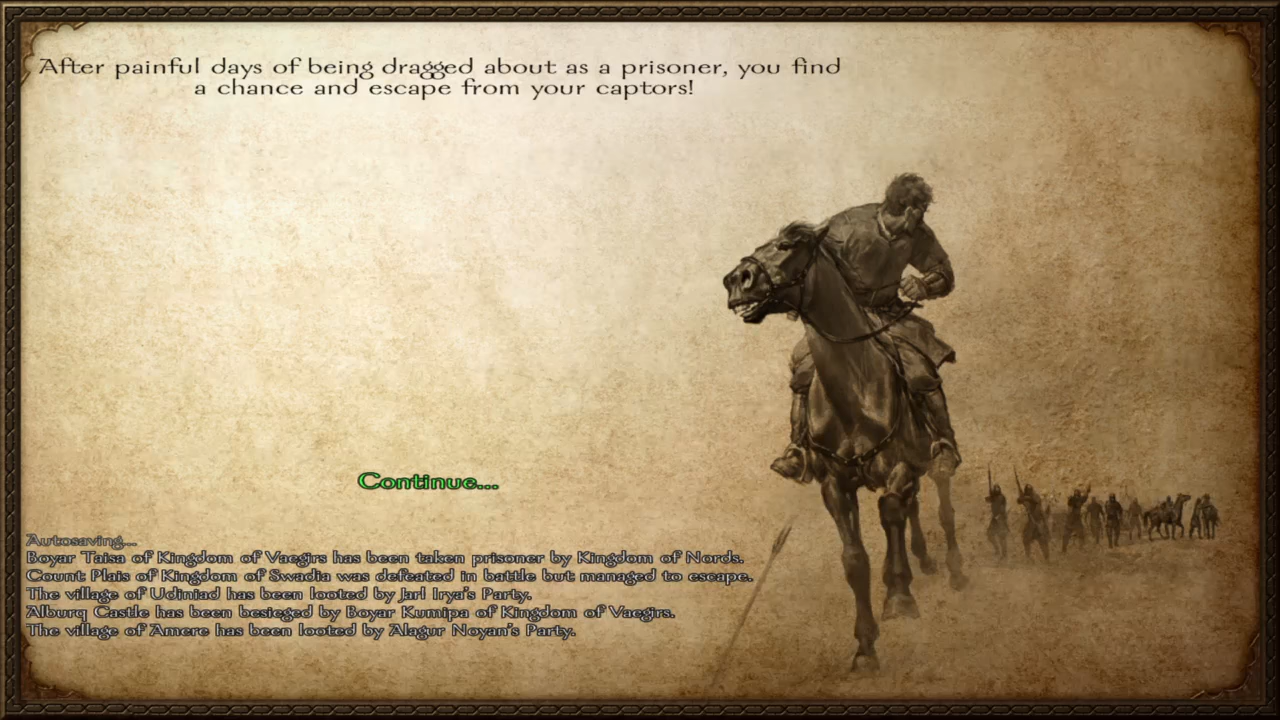 After painful days of being dragged about as a prisoner, you find
a chance and escape from your captors!
Continue...
Autosaving...
Boyar Taisa of Kingdom of Vaegirs has been taken prisoner by Kingdom of Nords.
Count Plais of Kingdom of Swadia was defeated in battle but managed to escape.
The village of Udiniad has been looted by Jarl Irya's Party.
Alburq Castle has been besieged by Boyar Kumipa of Kingdom of Vaegirs.
The village of Amere has been looted by Alagur Noyan's Party.